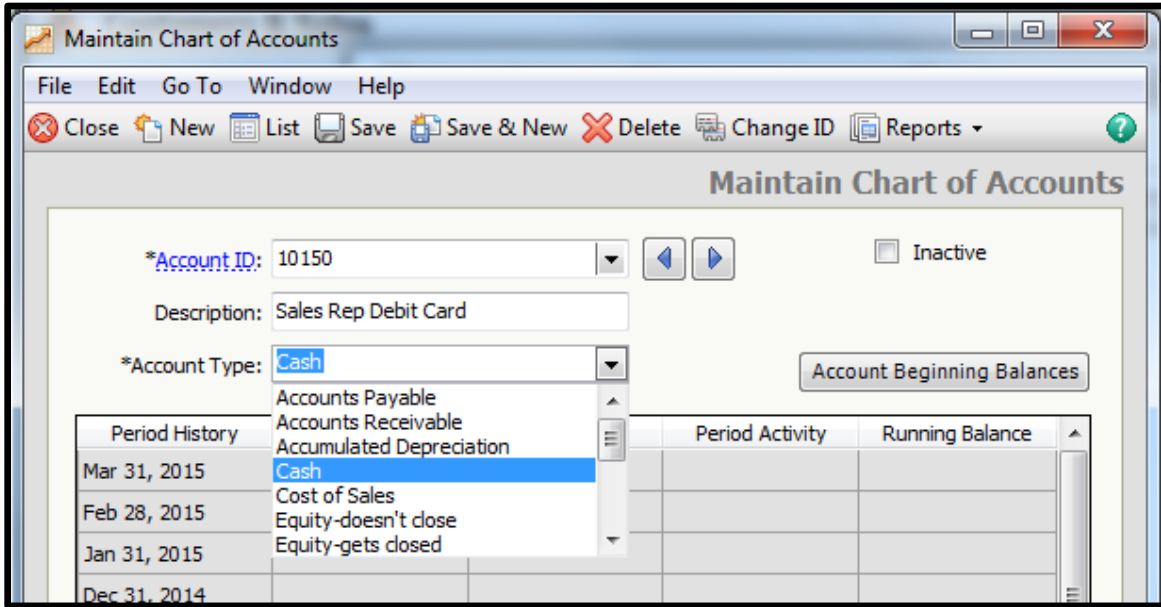 Maintain Chart of Accounts
File Edit Go To Window Help
Close New List Save Save & New Delete Change ID Reports ?
Maintain Chart of Accounts
*Account ID: 10150 Inactive
Description: Sales Rep Debit Card
*Account Type: Cash Account Beginning Balances
Accounts Payable
Accounts Receivable
Accumulated Depreciation
Cash
Cost of Sales
Equity-doesn't close
Equity-gets closed
Period History Period Activity Running Balance
Mar 31, 2015
Feb 28, 2015
Jan 31, 2015
Dec 31, 2014